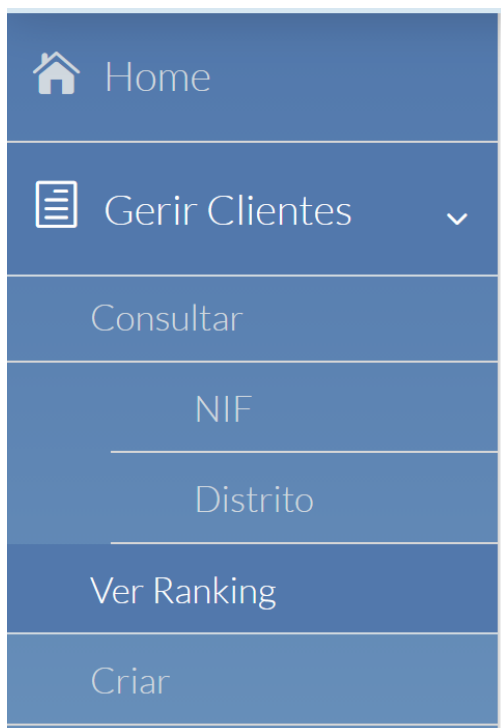 Home
Gerir Clientes
Consultar
NIF
Distrito
Ver Ranking
Criar